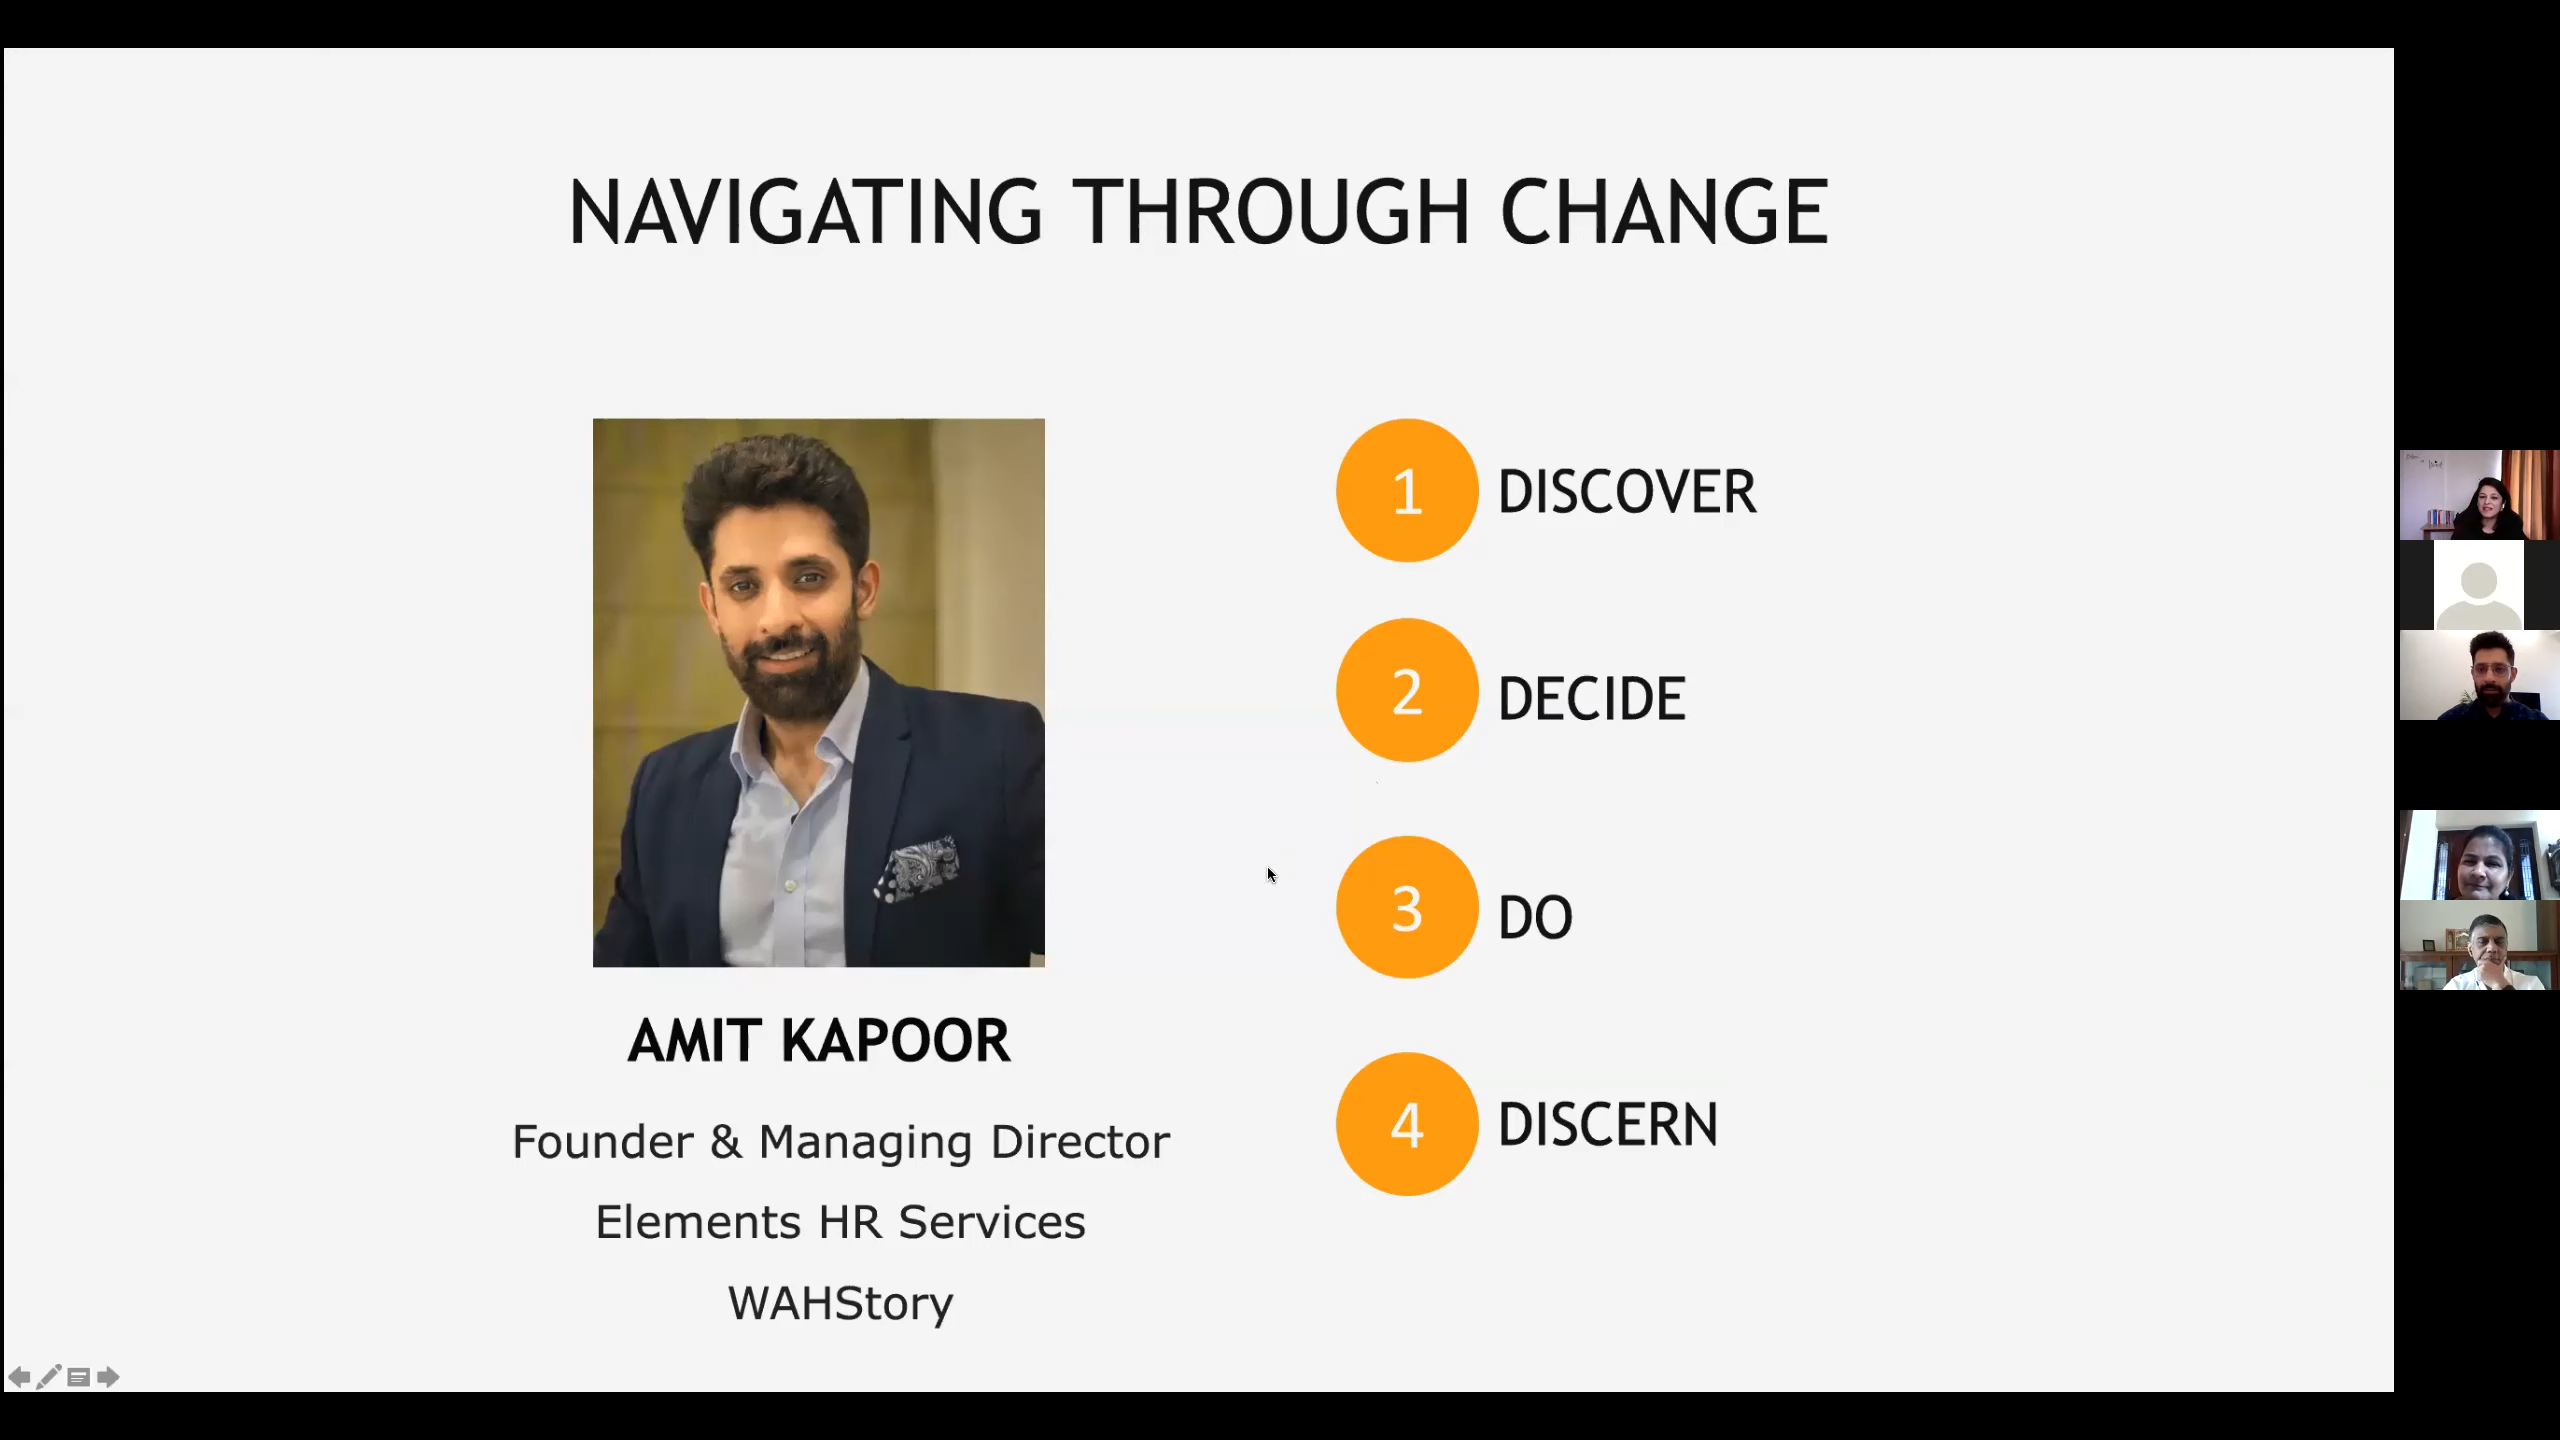 NAVIGATING THROUGH CHANGE
AMIT KAPOOR
Founder & Managing Director
Elements HR Services
WAHStory
1 DISCOVER
2 DECIDE
3 DO
4 DISCERN